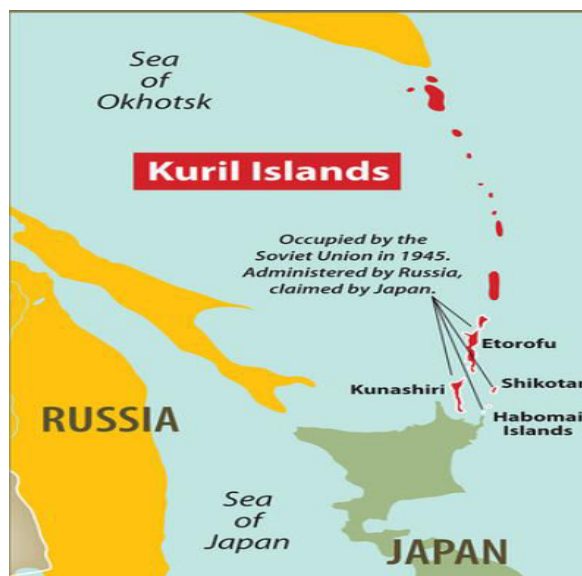 Sea
of
Okhotsk
Kuril Islands
Occupied by the
Soviet Union in 1945.
Administered by Russia,
claimed by Japan.
Etorofu
Kunashiri
Shikotan
Habomai
Islands
RUSSIA
Sea
of
Japan
JAPAN